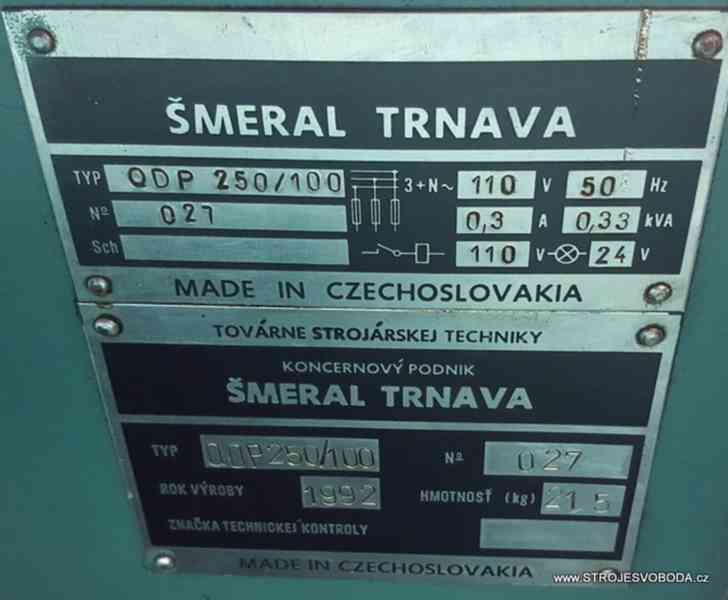 ŠMERAL TRNAVA
TYP QDP 250/100 3+N~ 110 V 50 Hz
Nº 027 0,3 A 0,33 kVA
Sch 110 V 24 V
MADE IN CZECHOSLOVAKIA
TOVÁRNE STROJÁRSKEJ TECHNIKY
KONCERNOVÝ PODNIK
ŠMERAL TRNAVA
TYP QDP250/100 Nº 027
ROK VÝROBY 1992 HMOTNOSŤ (kg) 21,5
ZNAČKA TECHNICKEJ KONTROLY
MADE IN CZECHOSLOVAKIA
www.STROJESVOBODA.cz